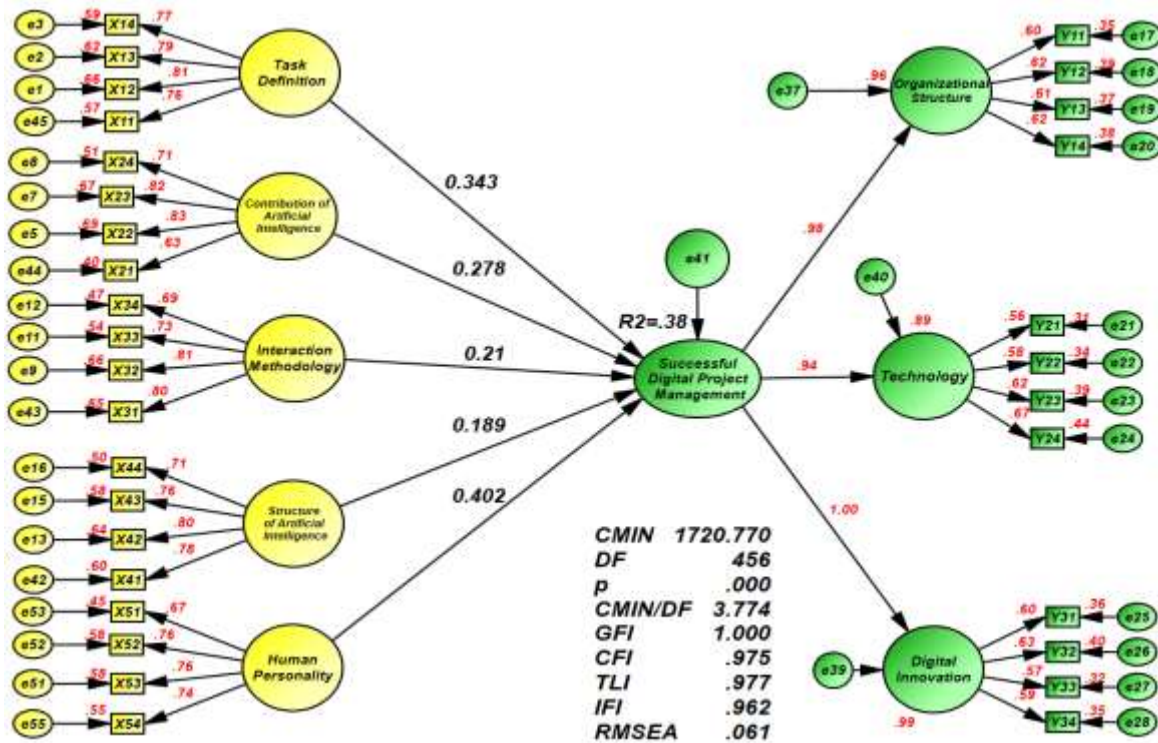 e3 .59 X14 .77
e2 .62 X13 .79
e1 .66 X12 .81
e45 .57 X11 .76
Task
Definition
e8 .51 X24 .71
e7 .67 X23 .82
e5 .69 X22 .83
e44 .40 X21 .63
Contribution of
Artificial
Intelligence
e12 .47 X34 .69
e11 .54 X33 .73
e9 .66 X32 .81
e43 .65 X31 .80
Interaction
Methodology
e16 .50 X44 .71
e15 .58 X43 .76
e13 .64 X42 .80
e42 .60 X41 .78
Structure
of Artificial
Intelligence
e53 .45 X51 .67
e52 .58 X52 .76
e51 .58 X53 .76
e55 .55 X54 .74
Human
Personality
0.343
0.278
0.21
0.189
0.402
e41
R2=.38
Successful
Digital Project
Management
.98
.94
1.00
e37 .96
Organizational
Structure
.60 Y11 .35 e17
.62 Y12 .39 e18
.61 Y13 .37 e19
.62 Y14 .38 e20
e40
.89
Technology
.56 Y21 .31 e21
.58 Y22 .34 e22
.62 Y23 .39 e23
.67 Y24 .44 e24
e39
Digital
Innovation
.99
.60 Y31 .36 e25
.63 Y32 .40 e26
.57 Y33 .32 e27
.59 Y34 .35 e28
CMIN 1720.770
DF 456
p .000
CMIN/DF 3.774
GFI 1.000
CFI .975
TLI .977
IFI .962
RMSEA .061